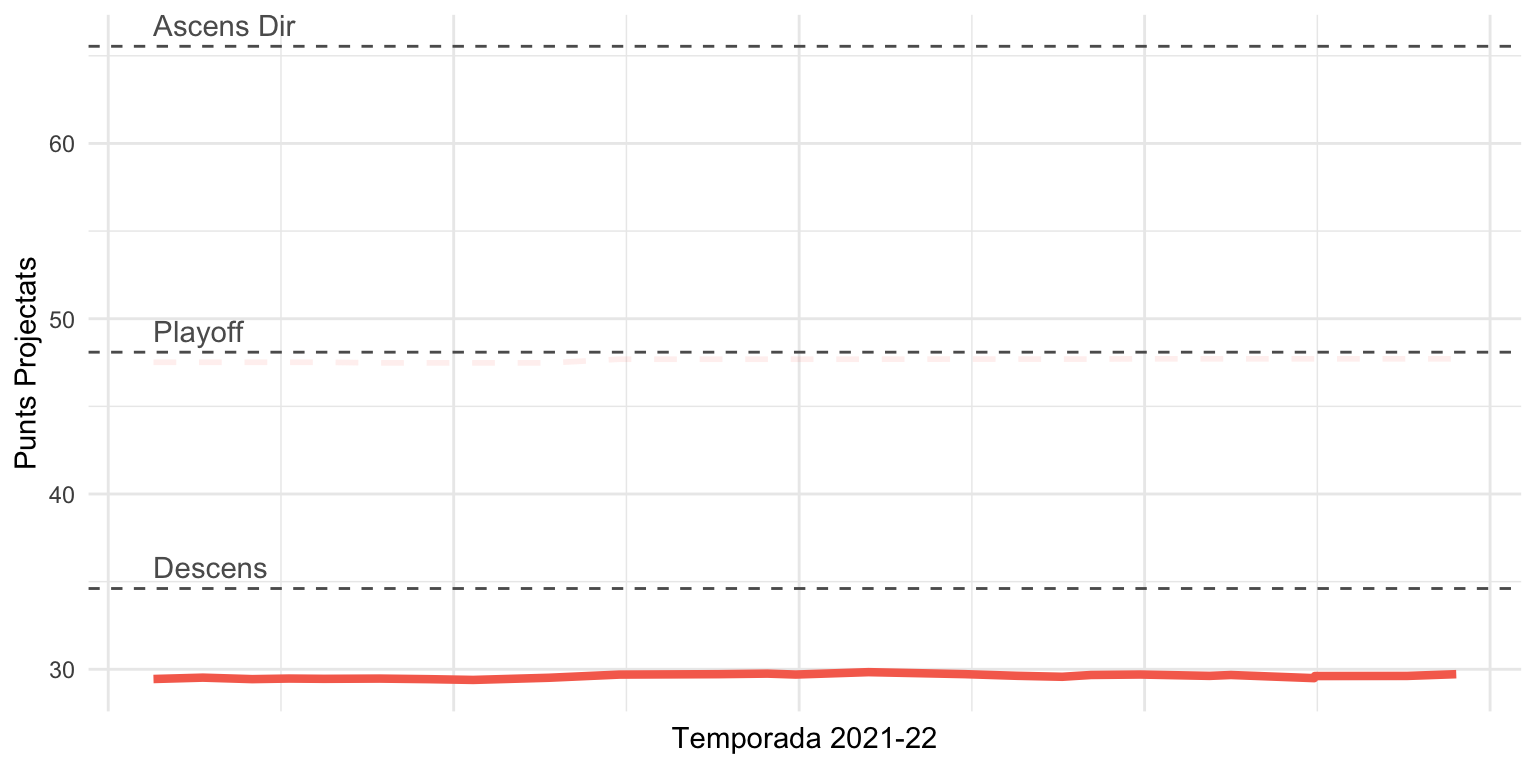 Ascens Dir
60
50
Playoff
40
Descens
30
Punts Projectats
Temporada 2021-22